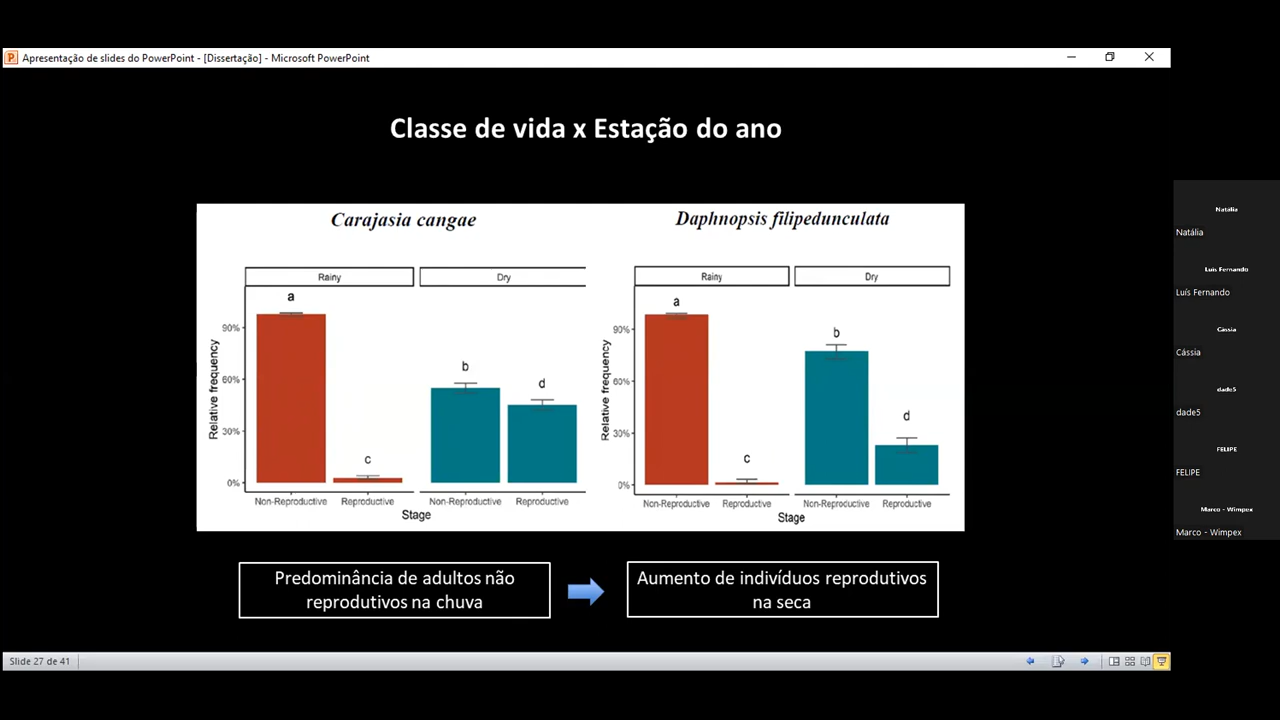 Apresentação de slides do PowerPoint - [Dissertação] - Microsoft PowerPoint
Classe de vida x Estação do ano
Carajasia cangae
Rainy
Dry
a
b
c
d
90%
60%
30%
0%
Relative frequency
Non-Reproductive
Reproductive
Non-Reproductive
Reproductive
Stage
Daphnopsis filipedunculata
Rainy
Dry
a
b
c
d
90%
60%
30%
0%
Relative frequency
Non-Reproductive
Reproductive
Non-Reproductive
Reproductive
Stage
Predominância de adultos não
reprodutivos na chuva
Aumento de indivíduos reprodutivos
na seca
Natália
Natália
Luís Fernando
Luís Fernando
Cássia
Cássia
dade5
dade5
FELIPE
FELIPE
Marco - Wimpex
Marco - Wimpex
Slide 27 de 41